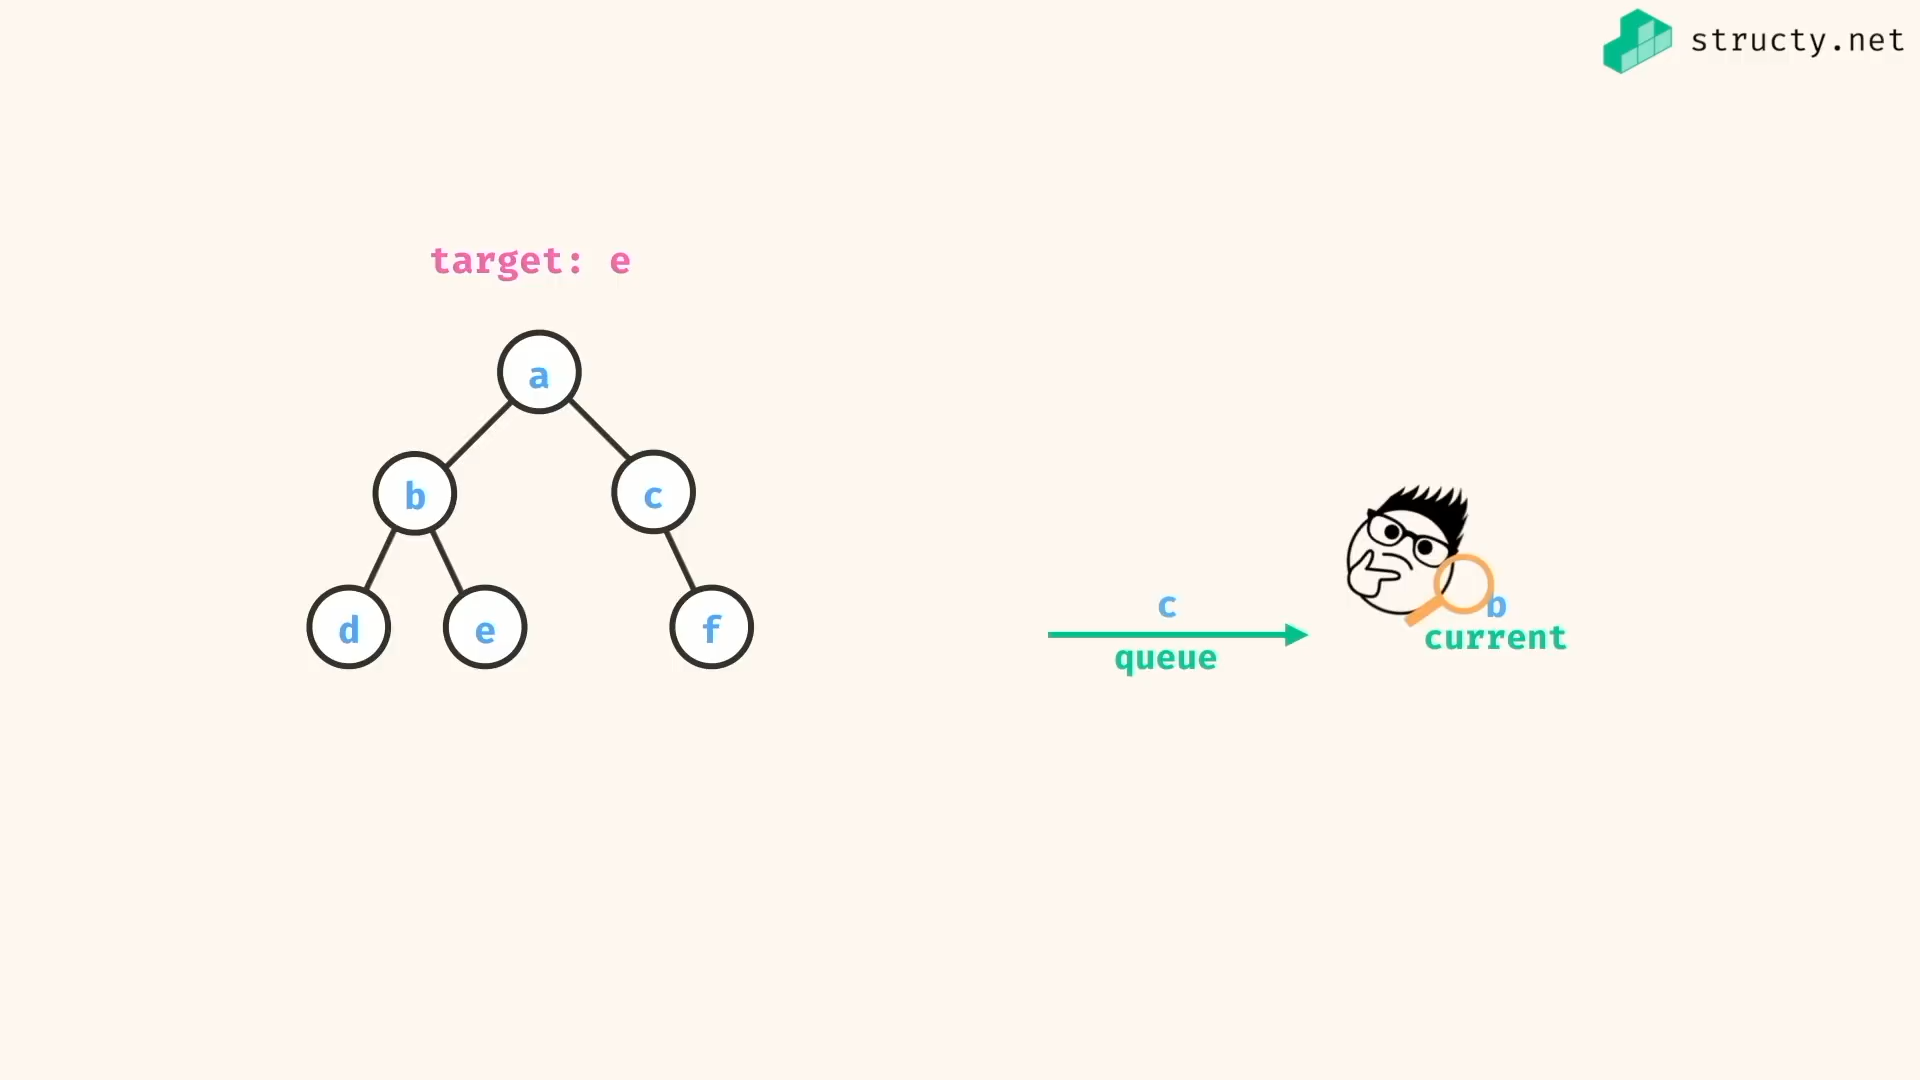 structy.net
target: e
a
b
c
d
e
f
c
queue
b
current